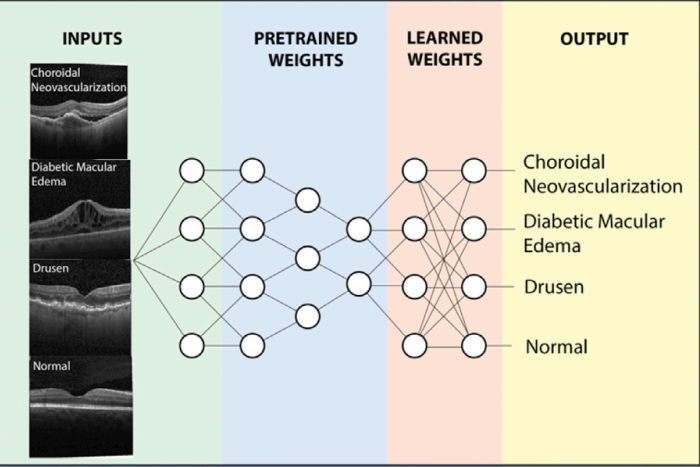 INPUTS
PRETRAINED
WEIGHTS
LEARNED
WEIGHTS
OUTPUT
Choroidal
Neovascularization
Diabetic Macular
Edema
Drusen
Normal
Choroidal
Neovascularization
Diabetic Macular
Edema
Drusen
Normal